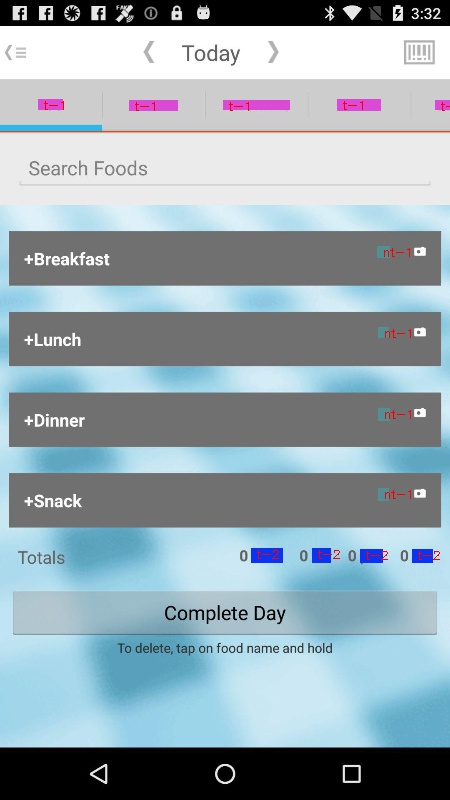 3:32
Today
t-1 t-1 t-1 t-1 t-
Search Foods
+Breakfast nt-1
+Lunch nt-1
+Dinner nt-1
+Snack nt-1
Totals 0 t-2 0 t-2 0 t-2 0 t-2
Complete Day
To delete, tap on food name and hold